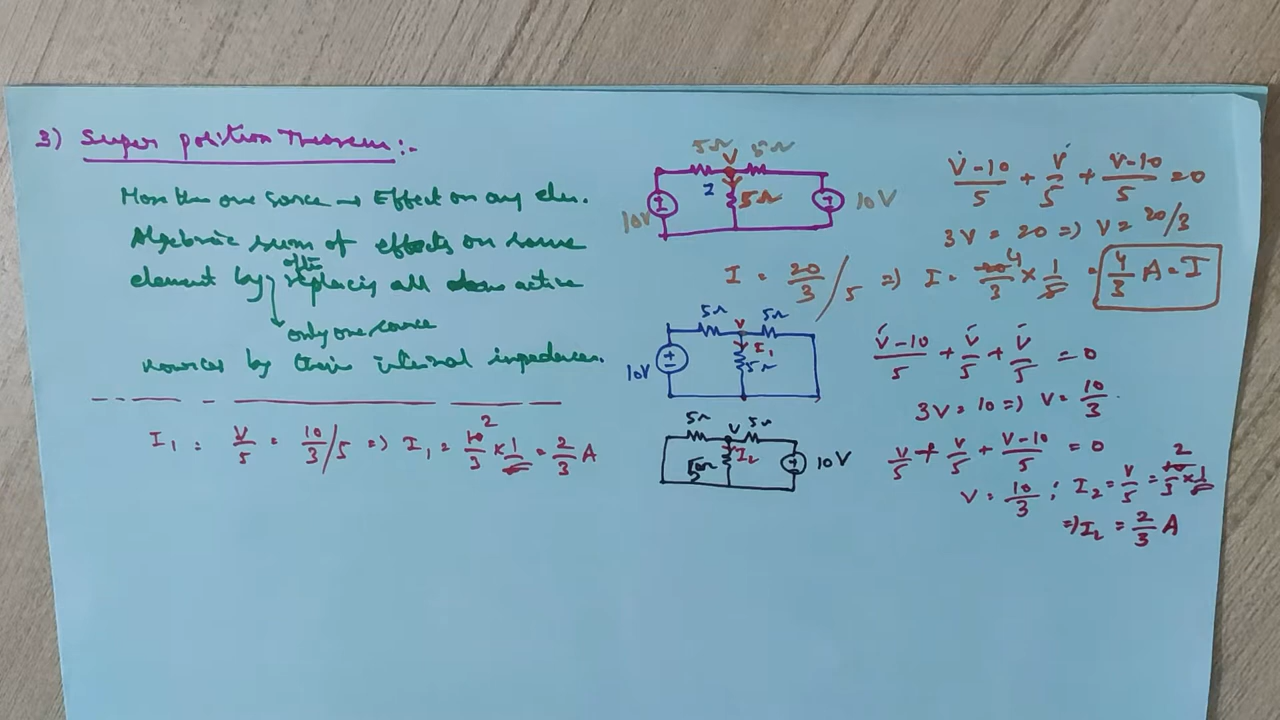 3) Super position Theorem:-
More than one Sorce → Effect on any ele.
Algebraic sum of effects on same
element by replacing all active
after
only one source
sources by their internal impedances.
I₁ = V/5 = 10/3/5 => I₁ = 10/3 × 1/5 = 2/3 A
2
5Ω V 5Ω
10V I 5Ω 10V
(V-10)/5 + V/5 + (V-10)/5 = 0
3V = 20 => V = 20/3
I = 20/3/5 => I = 20/3 × 1/5 = 4/3 A = I
4
5Ω V 5Ω
10V I₁ 5Ω
(V-10)/5 + V/5 + V/5 = 0
3V = 10 => V = 10/3
5Ω V 5Ω
5Ω I₂ 10V
V/5 + V/5 + (V-10)/5 = 0
V = 10/3 ; I₂ = V/5 = 10/3 × 1/5
2
=> I₂ = 2/3 A